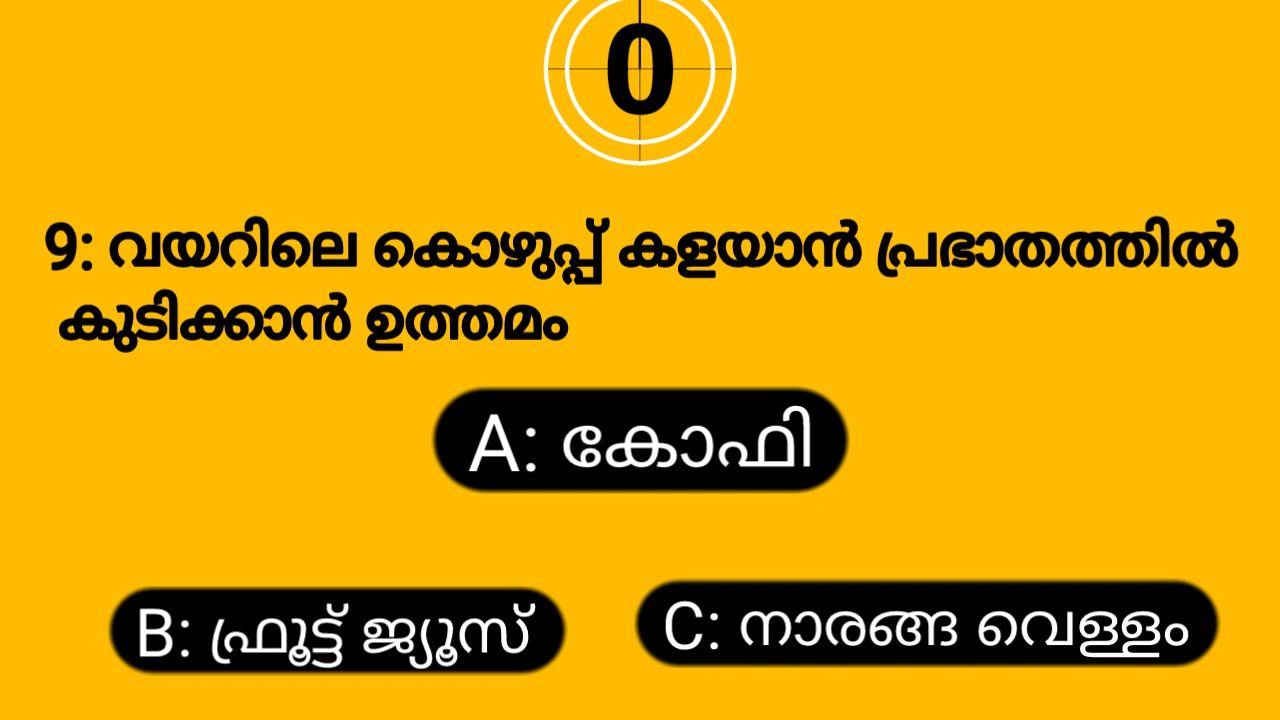 0
9: വയറിലെ കൊഴുപ്പ് കളയാൻ പ്രഭാതത്തിൽ
കുടിക്കാൻ ഉത്തമം
A: കോഫി
B: ഫ്രൂട്ട് ജ്യൂസ് C: നാരങ്ങ വെള്ളം